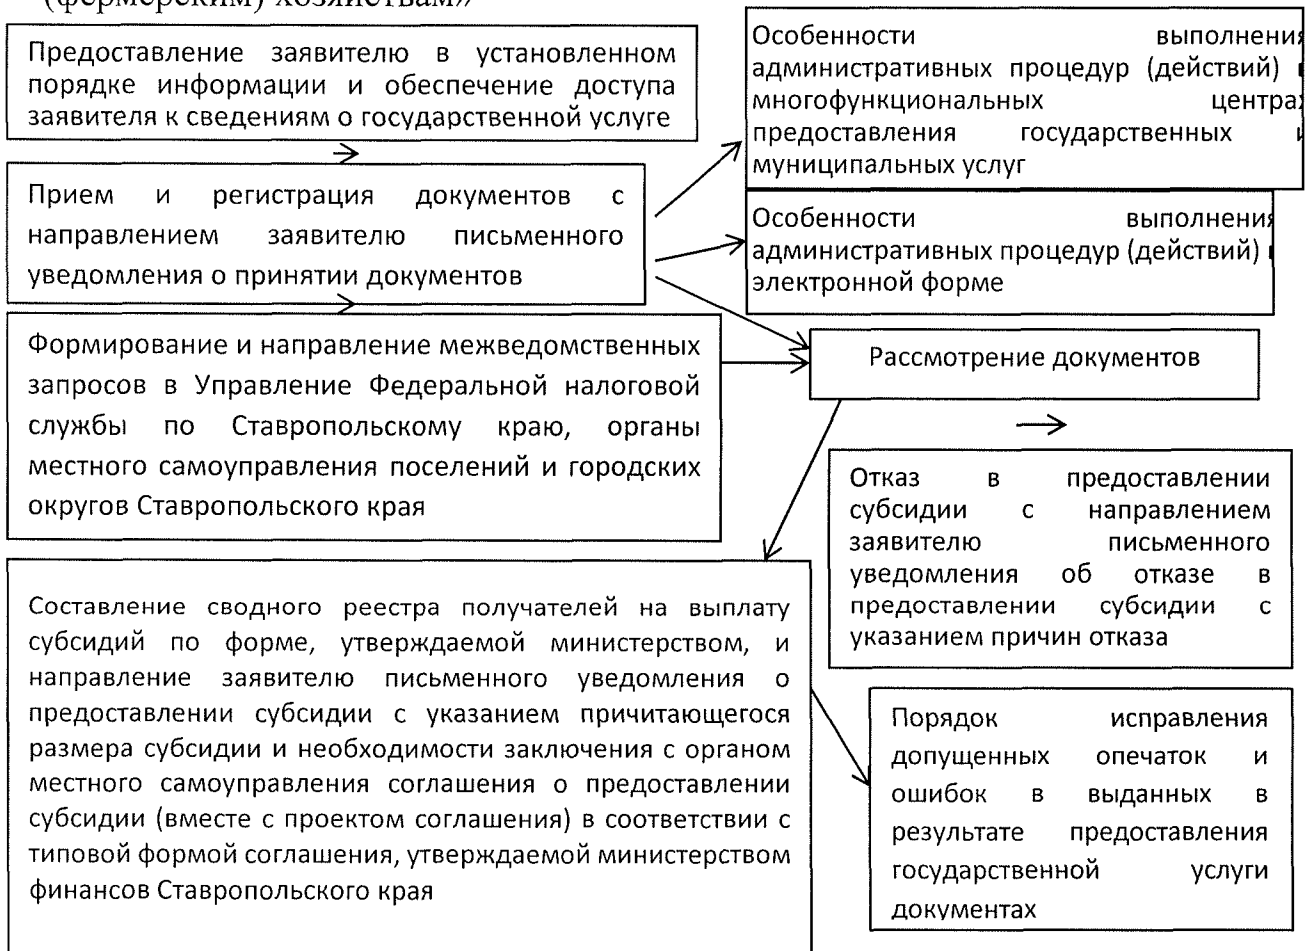 (фермерским) хозяйствам»
Предоставление заявителю в установленном
порядке информации и обеспечение доступа
заявителя к сведениям о государственной услуге
Прием и регистрация документов с
направлением заявителю письменного
уведомления о принятии документов
Формирование и направление межведомственных
запросов в Управление Федеральной налоговой
службы по Ставропольскому краю, органы
местного самоуправления поселений и городских
округов Ставропольского края
Составление сводного реестра получателей на выплату
субсидий по форме, утверждаемой министерством, и
направление заявителю письменного уведомления о
предоставлении субсидии с указанием причитающегося
размера субсидии и необходимости заключения с органом
местного самоуправления соглашения о предоставлении
субсидии (вместе с проектом соглашения) в соответствии с
типовой формой соглашения, утверждаемой министерством
финансов Ставропольского края
Особенности выполнения
административных процедур (действий)
многофункциональных центрах
предоставления государственных и
муниципальных услуг
Особенности выполнения
административных процедур (действий)
электронной форме
Рассмотрение документов
Отказ в предоставлении
субсидии с направлением
заявителю письменного
уведомления об отказе в
предоставлении субсидии с
указанием причин отказа
Порядок исправления
допущенных опечаток и
ошибок в выданных в
результате предоставления
государственной услуги
документах